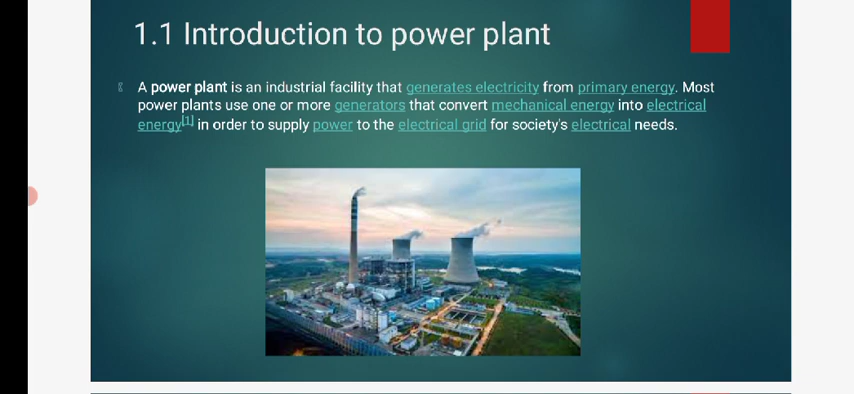 1.1 Introduction to power plant
A power plant is an industrial facility that generates electricity from primary energy. Most
power plants use one or more generators that convert mechanical energy into electrical
energy[1] in order to supply power to the electrical grid for society's electrical needs.